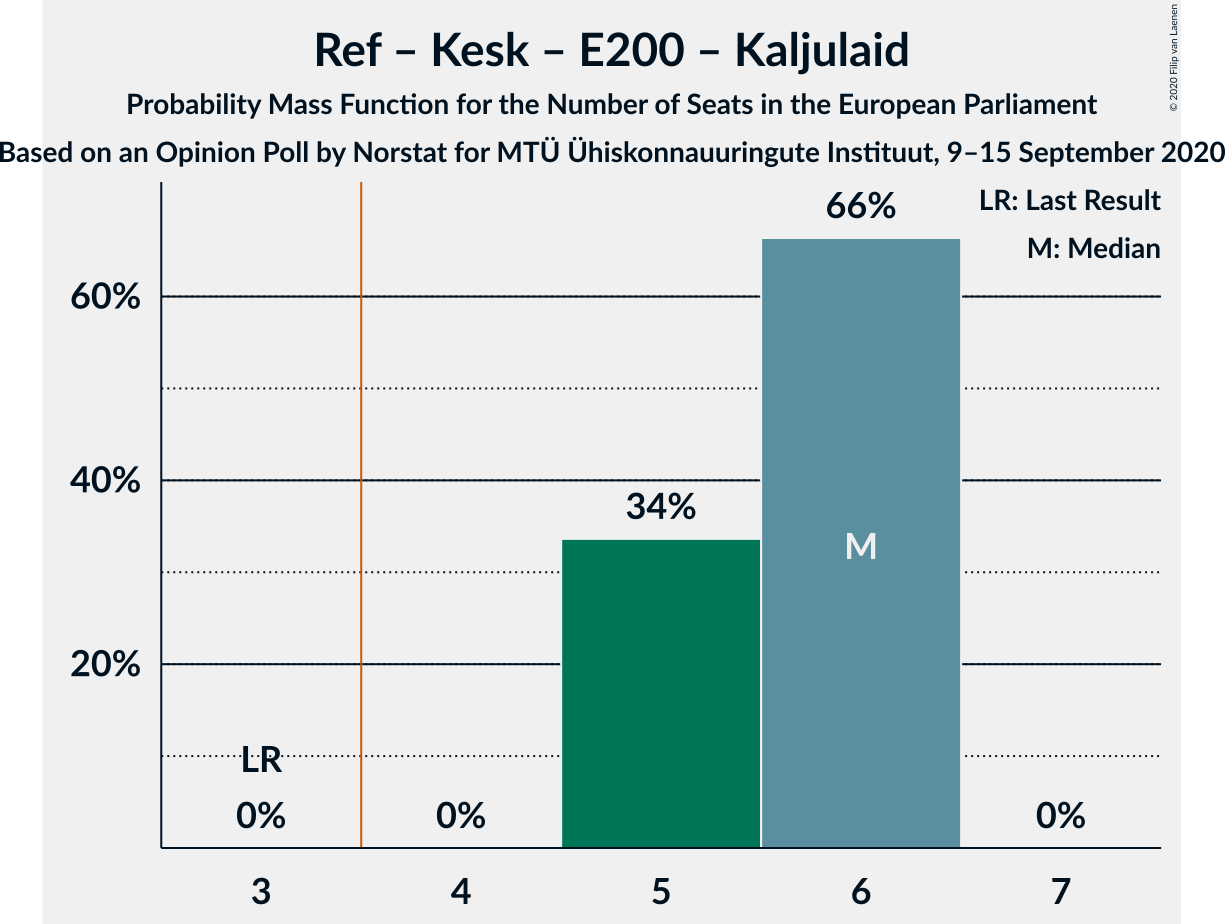 Ref – Kesk – E200 – Kaljulaid
Probability Mass Function for the Number of Seats in the European Parliament
Based on an Opinion Poll by Norstat for MTÜ Ühiskonnauuringute Instituut, 9–15 September 2020
© 2020 Filip van Laenen
LR: Last Result
M: Median
66%
60%
40%
34%
M
20%
LR
0%
0%
0%
3
4
5
6
7